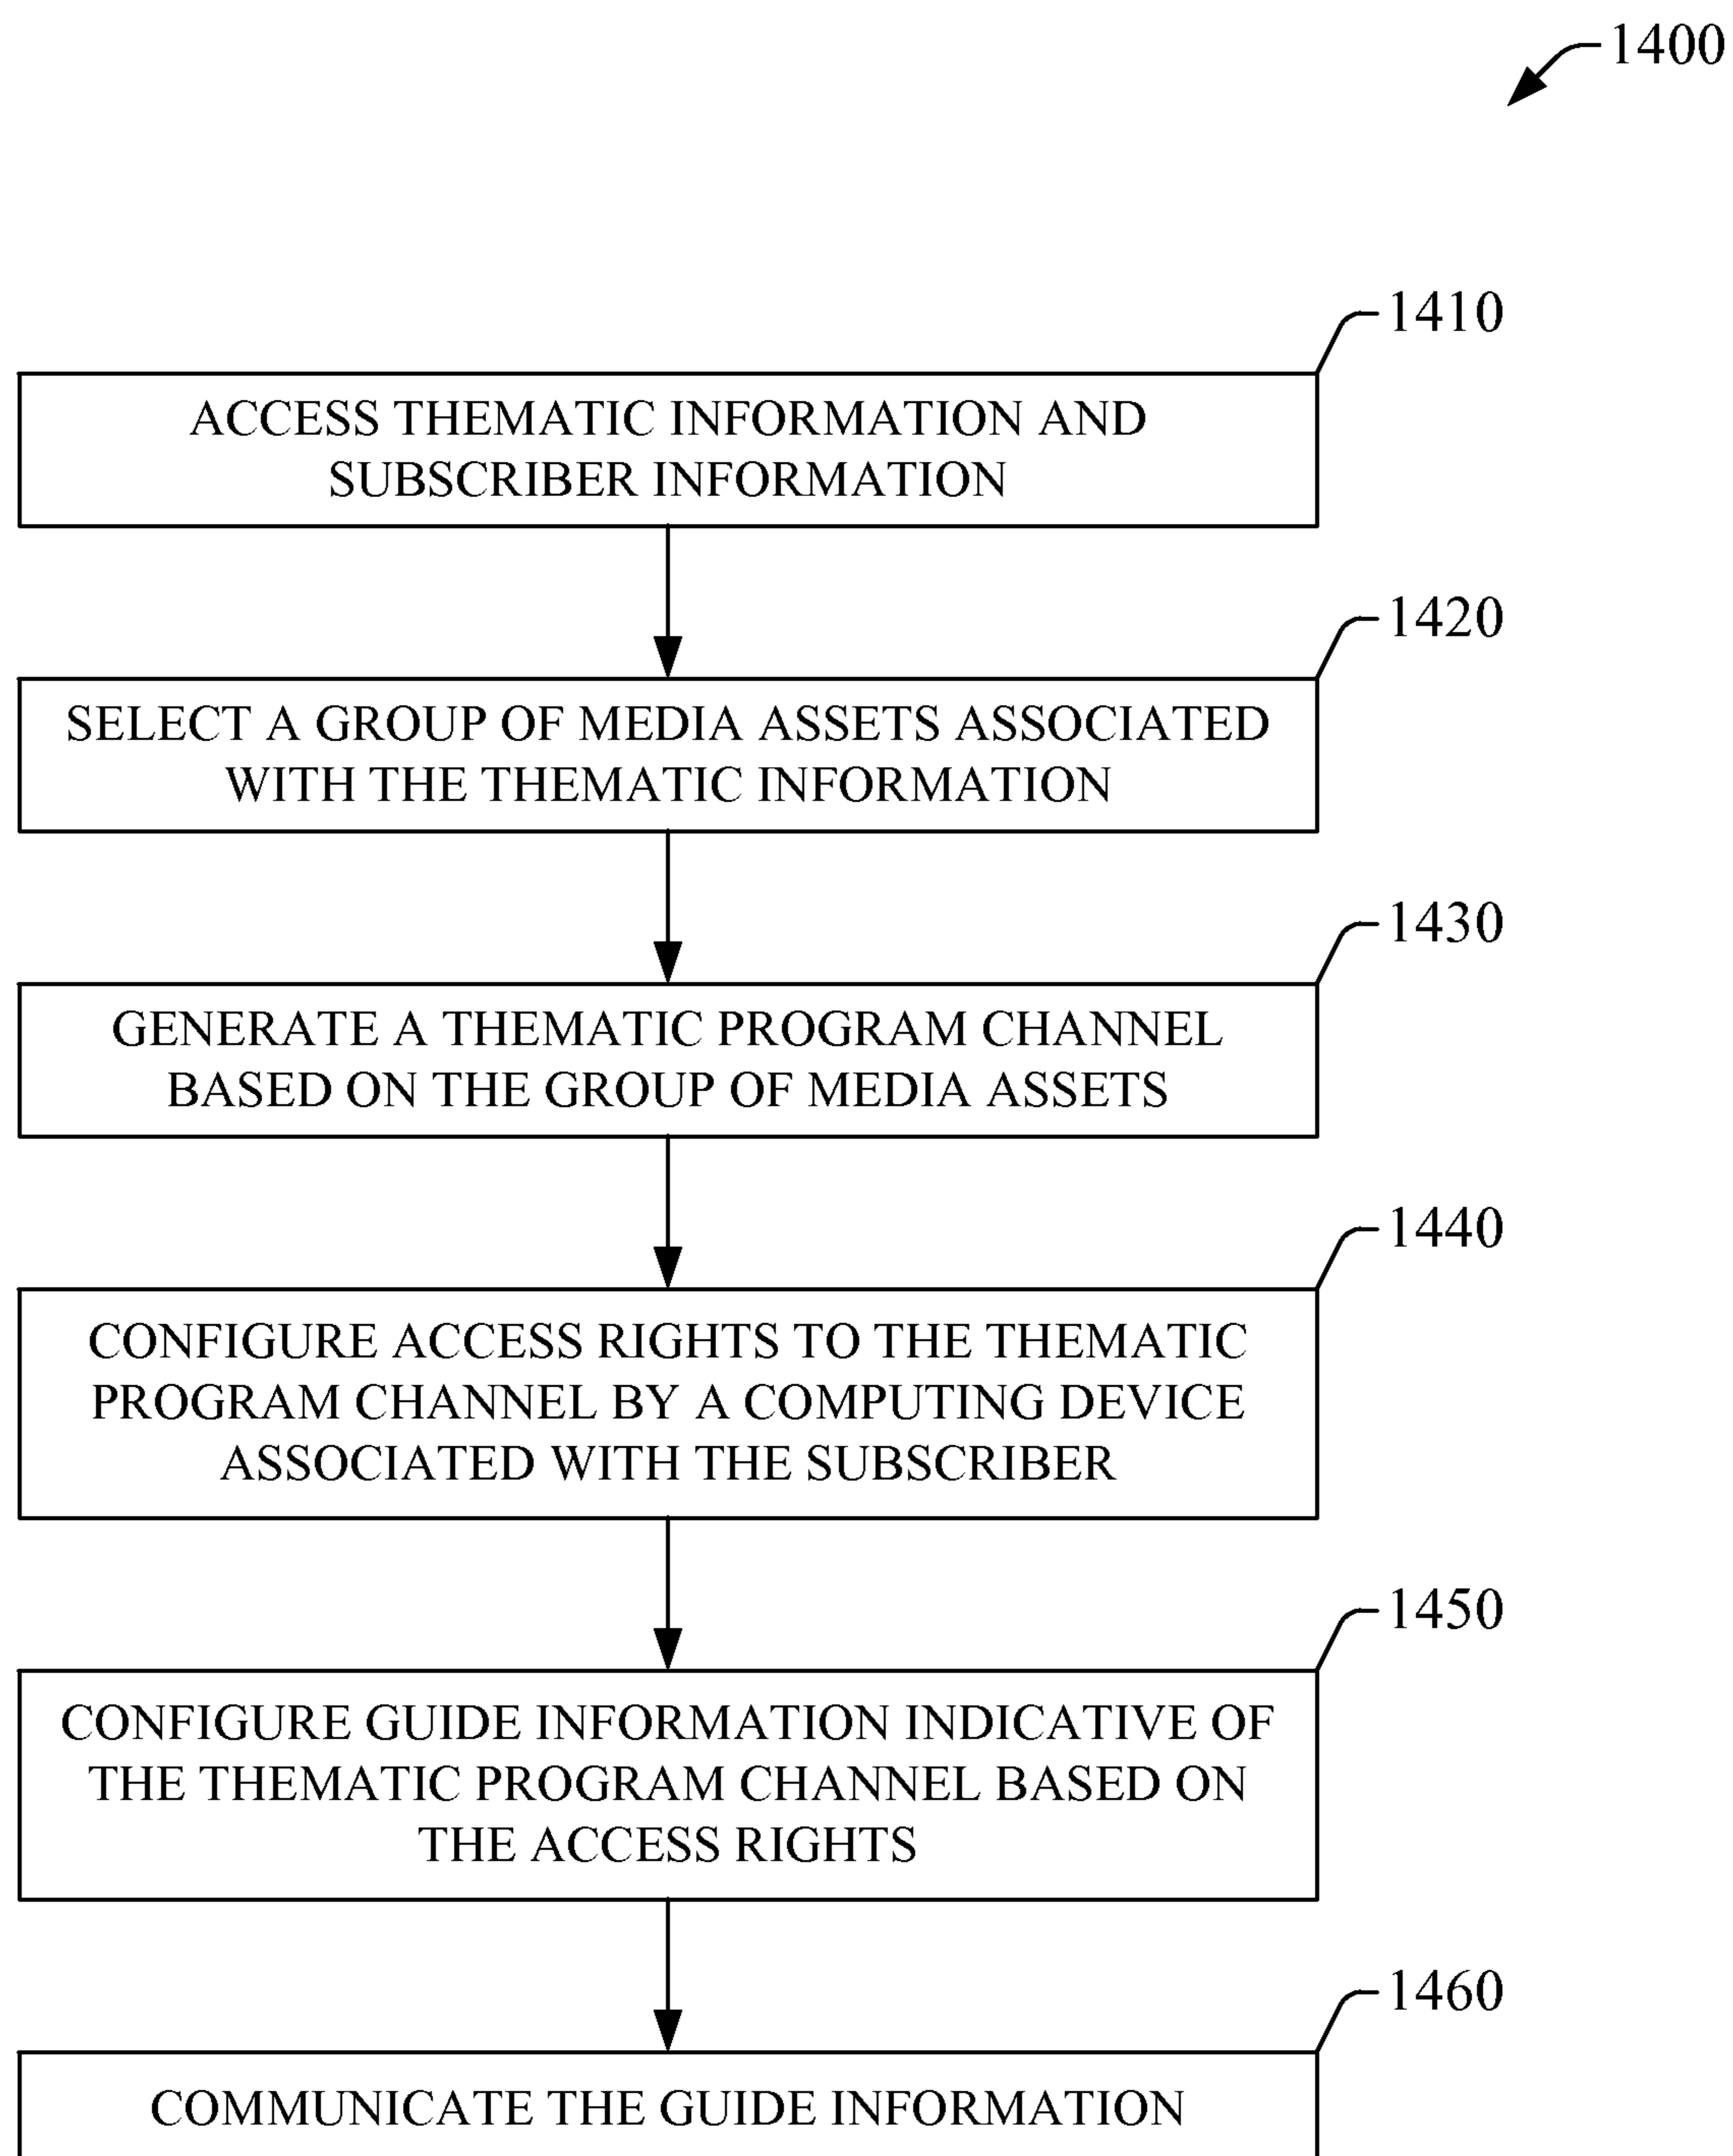 1400
1410
ACCESS THEMATIC INFORMATION AND
SUBSCRIBER INFORMATION
1420
SELECT A GROUP OF MEDIA ASSETS ASSOCIATED
WITH THE THEMATIC INFORMATION
1430
GENERATE A THEMATIC PROGRAM CHANNEL
BASED ON THE GROUP OF MEDIA ASSETS
1440
CONFIGURE ACCESS RIGHTS TO THE THEMATIC
PROGRAM CHANNEL BY A COMPUTING DEVICE
ASSOCIATED WITH THE SUBSCRIBER
1450
CONFIGURE GUIDE INFORMATION INDICATIVE OF
THE THEMATIC PROGRAM CHANNEL BASED ON
THE ACCESS RIGHTS
1460
COMMUNICATE THE GUIDE INFORMATION